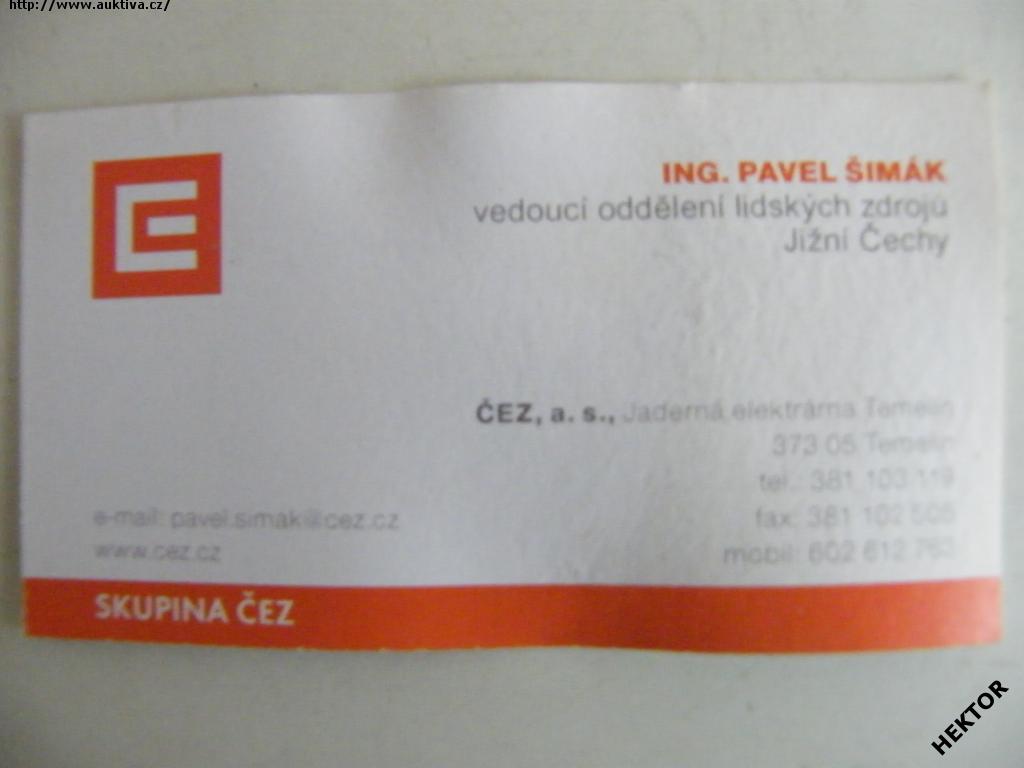 http://www.auktiva.cz/
ING. PAVEL ŠIMÁK
vedoucí oddělení lidských zdrojů
Jižní Čechy
ČEZ, a. s., Jaderná elektrárna Temelín
373 05 Temelín
tel.: 381 103 119
fax: 381 102
mobil: 602 612
e-mail: pavel.simak@cez.cz
www.cez.cz
SKUPINA ČEZ
HEKTOR